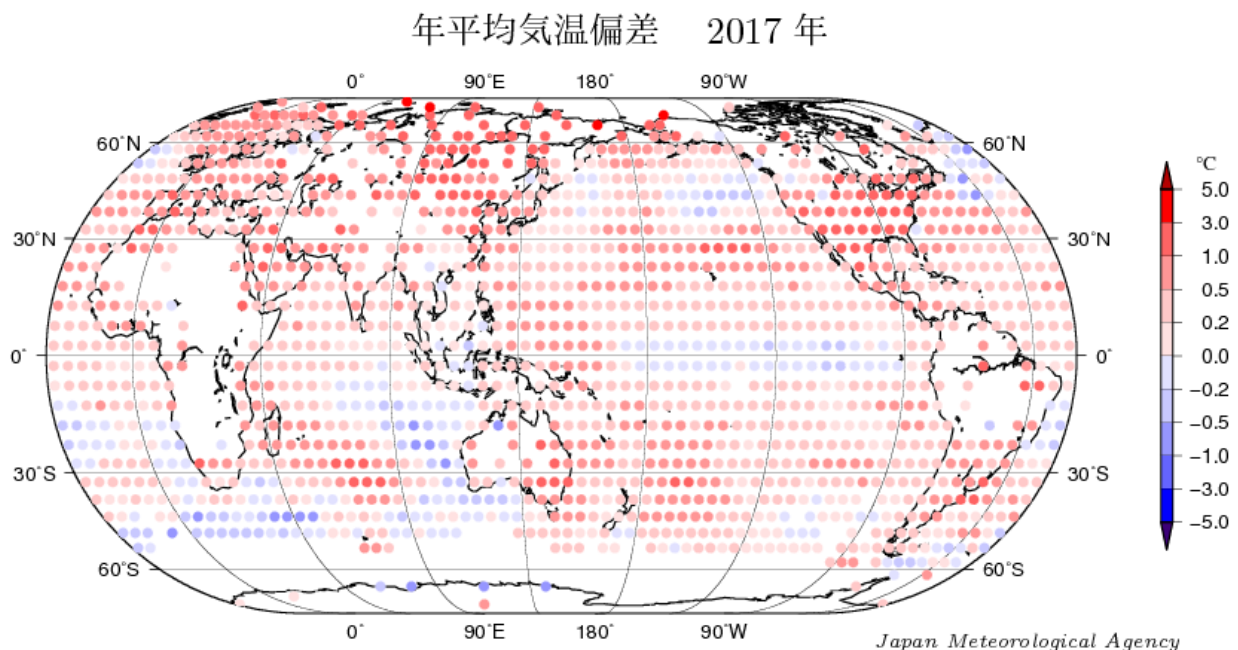 年平均気温偏差 2017 年
0° 90°E 180° 90°W
60°N 60°N
30°N 30°N
0° 0°
30°S 30°S
60°S 60°S
0° 90°E 180° 90°W
℃
5.0
3.0
1.0
0.5
0.2
0.0
−0.2
−0.5
−1.0
−3.0
−5.0
Japan Meteorological Agency